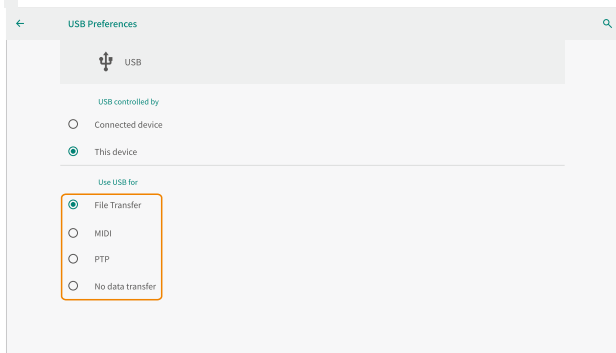 USB Preferences
USB
USB controlled by
Connected device
This device
Use USB for
File Transfer
MIDI
PTP
No data transfer